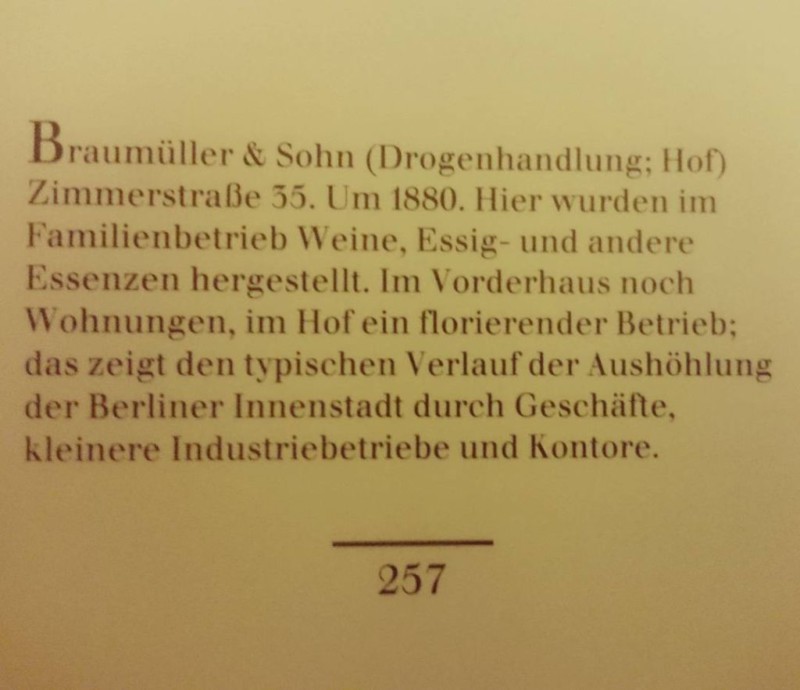 Braumüller & Sohn (Drogenhandlung; Hof)
Zimmerstraße 35. Um 1880. Hier wurden im
Familienbetrieb Weine, Essig- und andere
Essenzen hergestellt. Im Vorderhaus noch
Wohnungen, im Hof ein florierender Betrieb;
das zeigt den typischen Verlauf der Aushöhlung
der Berliner Innenstadt durch Geschäfte,
kleinere Industriebetriebe und Kontore.
257